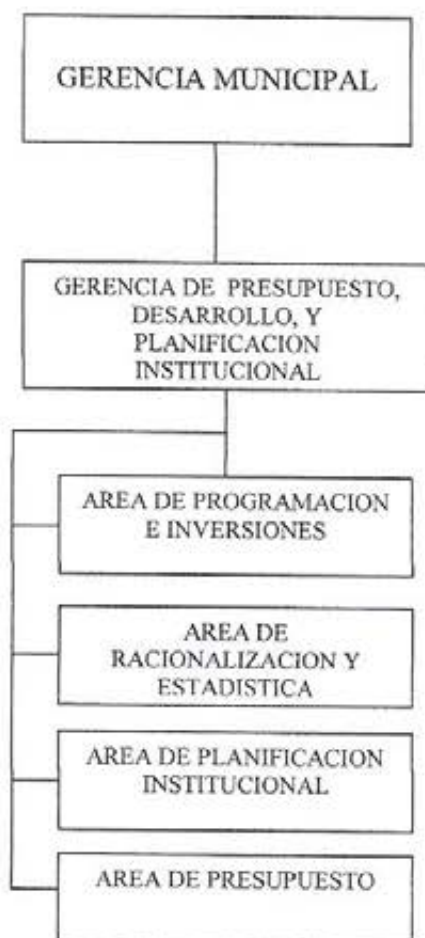 GERENCIA MUNICIPAL
GERENCIA DE PRESUPUESTO,
DESARROLLO, Y
PLANIFICACION
INSTITUCIONAL
AREA DE PROGRAMACION
E INVERSIONES
AREA DE
RACIONALIZACION Y
ESTADISTICA
AREA DE PLANIFICACION
INSTITUCIONAL
AREA DE PRESUPUESTO